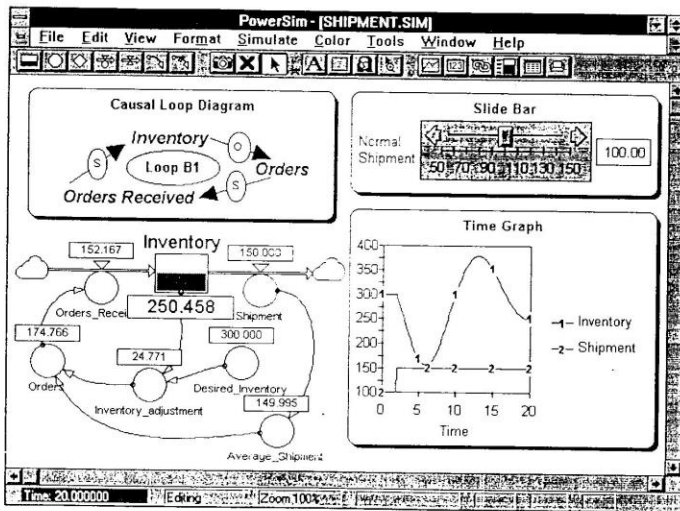 PowerSim - [SHIPMENT.SIM]
File Edit View Format Simulate Color Tools Window Help
Causal Loop Diagram
Inventory
O
S
Loop B1
Orders
S
Orders Received
Slide Bar
Normal
Shipment
50 70 90 110 130 150
100.00
Inventory
152.167
150.000
250.458
Orders_Recei
Shipment
174.766
24.771
300.000
Orders
Inventory_adjustment
Desired_Inventory
149.995
Average_Shipment
Time Graph
400
350
300
250
200
150
100
0 5 10 15 20
Time
1 Inventory
2 Shipment
Time: 20.000000 Editing Zoom 100%